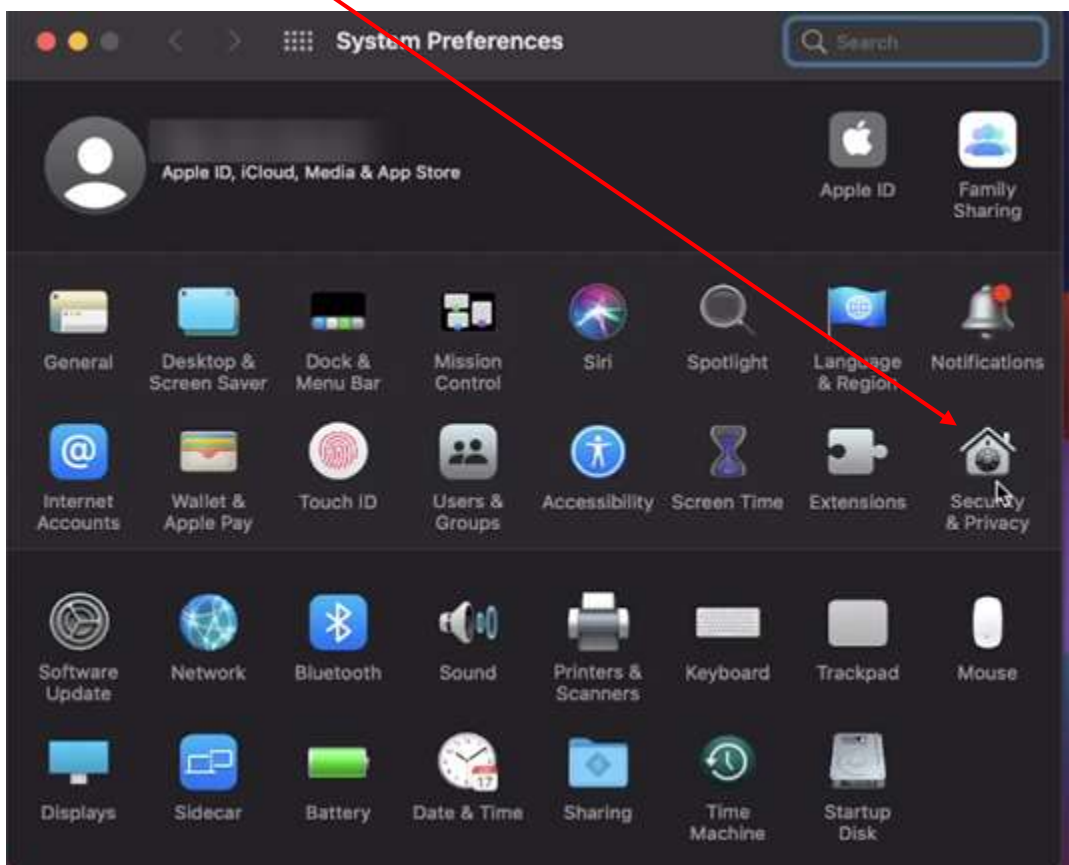 System Preferences
Search
Apple ID, iCloud, Media & App Store
Apple ID
Family
Sharing
General
Desktop &
Screen Saver
Dock &
Menu Bar
Mission
Control
Siri
Spotlight
Language
& Region
Notifications
Internet
Accounts
Wallet &
Apple Pay
Touch ID
Users &
Groups
Accessibility
Screen Time
Extensions
Security
& Privacy
Software
Update
Network
Bluetooth
Sound
Printers &
Scanners
Keyboard
Trackpad
Mouse
Displays
Sidecar
Battery
17
Date & Time
Sharing
Time
Machine
Startup
Disk